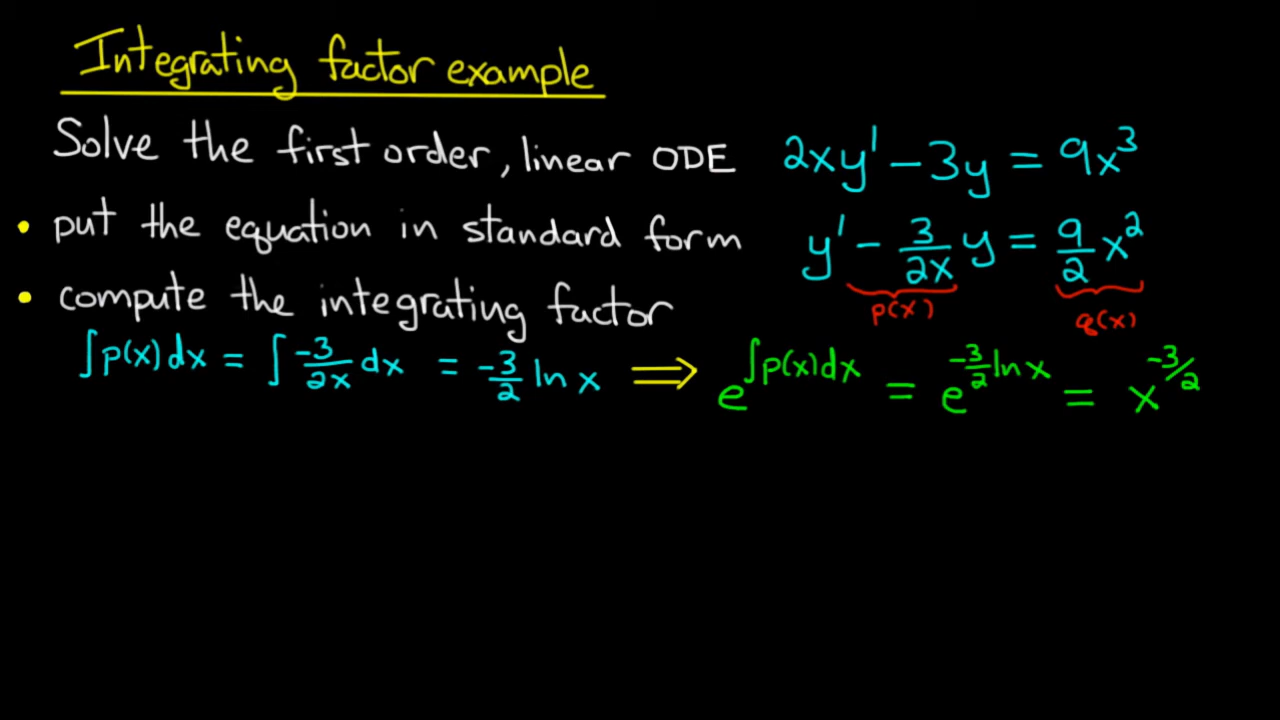 Integrating factor example
Solve the first order, linear ODE 2xy' − 3y = 9x³
• put the equation in standard form y' − 3/2x y = 9/2 x²
p(x) q(x)
• compute the integrating factor
∫p(x)dx = ∫ -3/2x dx = -3/2 ln x ⟹ e^∫p(x)dx = e^(-3/2 ln x) = x^(-3/2)